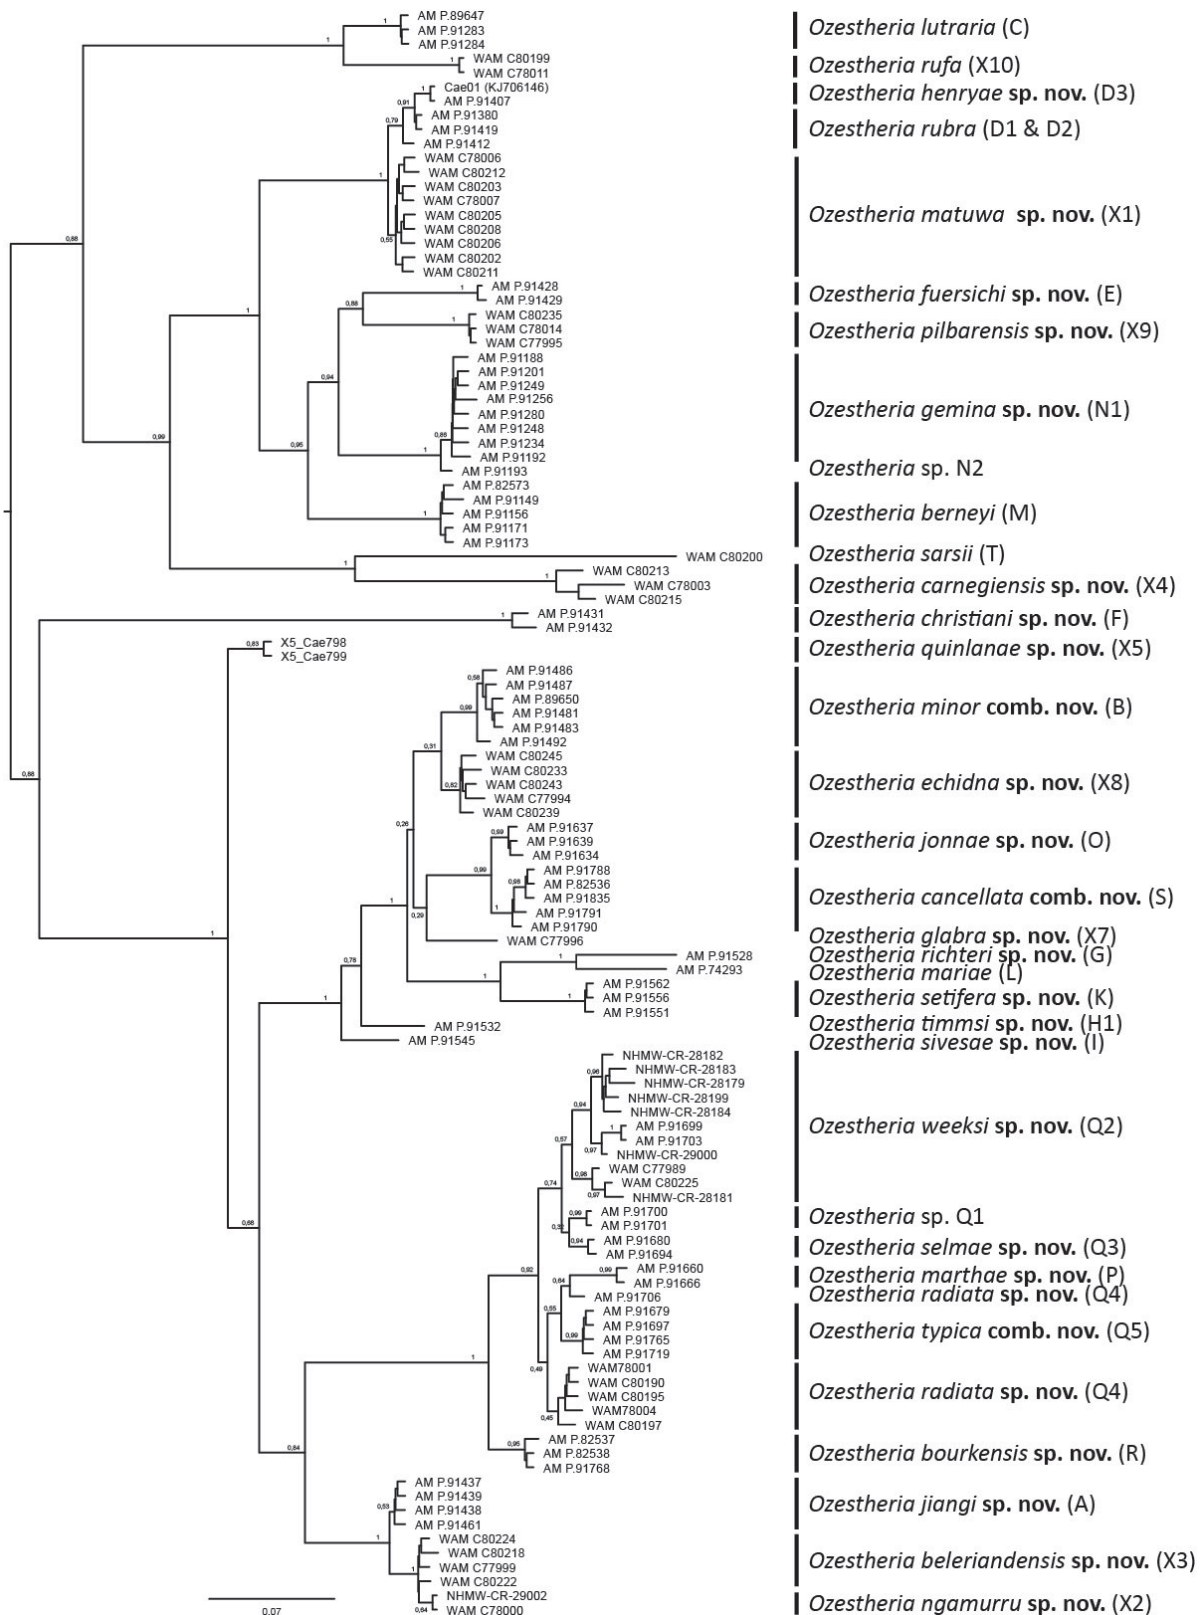 AM P.89647
AM P.91283
AM P.91284
Ozestheria lutraria (C)
WAM C80199
WAM C78011
Ozestheria rufa (X10)
Cae01 (KJ706146)
AM P.91407
Ozestheria henryae sp. nov. (D3)
AM P.91380
AM P.91419
AM P.91412
Ozestheria rubra (D1 & D2)
WAM C78006
WAM C80212
WAM C80203
WAM C78007
WAM C80205
WAM C80208
WAM C80206
WAM C80202
WAM C80211
Ozestheria matuwa sp. nov. (X1)
AM P.91428
AM P.91429
Ozestheria fuersichi sp. nov. (E)
WAM C80235
WAM C78014
WAM C77995
Ozestheria pilbarensis sp. nov. (X9)
AM P.91188
AM P.91201
AM P.91249
AM P.91256
AM P.91280
AM P.91248
AM P.91234
AM P.91192
Ozestheria gemina sp. nov. (N1)
AM P.91193
Ozestheria sp. N2
AM P.82573
AM P.91149
AM P.91156
AM P.91171
AM P.91173
Ozestheria berneyi (M)
WAM C80200
Ozestheria sarsii (T)
WAM C80213
WAM C78003
WAM C80215
Ozestheria carnegiensis sp. nov. (X4)
AM P.91431
AM P.91432
Ozestheria christiani sp. nov. (F)
X5_Cae798
X5_Cae799
Ozestheria quinlanae sp. nov. (X5)
AM P.91486
AM P.91487
AM P.89650
AM P.91481
AM P.91483
AM P.91492
Ozestheria minor comb. nov. (B)
WAM C80245
WAM C80233
WAM C80243
WAM C77994
WAM C80239
Ozestheria echidna sp. nov. (X8)
AM P.91637
AM P.91639
AM P.91634
Ozestheria jonnae sp. nov. (O)
AM P.91788
AM P.82536
AM P.91835
AM P.91791
AM P.91790
Ozestheria cancellata comb. nov. (S)
WAM C77996
Ozestheria glabra sp. nov. (X7)
AM P.91528
Ozestheria richteri sp. nov. (G)
AM P.74293
Ozestheria mariae (L)
AM P.91562
AM P.91556
AM P.91551
Ozestheria setifera sp. nov. (K)
AM P.91532
Ozestheria timmsi sp. nov. (H1)
AM P.91545
Ozestheria sivesae sp. nov. (I)
NHMW-CR-28182
NHMW-CR-28183
NHMW-CR-28179
NHMW-CR-28199
NHMW-CR-28184
AM P.91699
AM P.91703
NHMW-CR-29000
WAM C77989
WAM C80225
NHMW-CR-28181
Ozestheria weeksi sp. nov. (Q2)
AM P.91700
AM P.91701
Ozestheria sp. Q1
AM P.91680
AM P.91694
Ozestheria selmae sp. nov. (Q3)
AM P.91660
AM P.91666
Ozestheria marthae sp. nov. (P)
AM P.91706
Ozestheria radiata sp. nov. (Q4)
AM P.91679
AM P.91697
AM P.91765
AM P.91719
Ozestheria typica comb. nov. (Q5)
WAM78001
WAM C80190
WAM C80195
WAM78004
WAM C80197
Ozestheria radiata sp. nov. (Q4)
AM P.82537
AM P.82538
AM P.91768
Ozestheria bourkensis sp. nov. (R)
AM P.91437
AM P.91439
AM P.91438
AM P.91461
Ozestheria jiangi sp. nov. (A)
WAM C80224
WAM C80218
WAM C77999
WAM C80222
Ozestheria beleriandensis sp. nov. (X3)
NHMW-CR-29002
WAM C78000
Ozestheria ngamurru sp. nov. (X2)
0.07